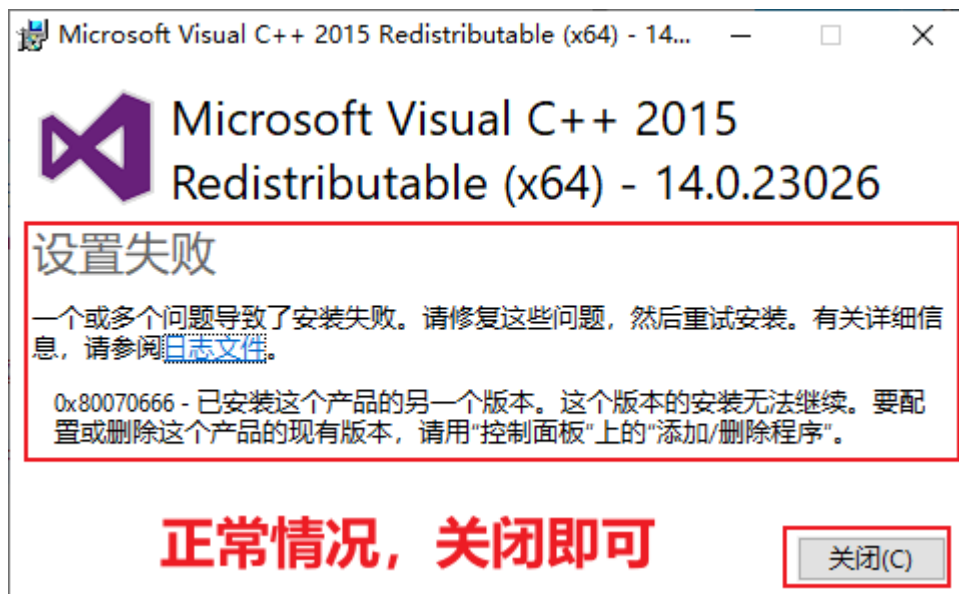 Microsoft Visual C++ 2015 Redistributable (x64) - 14...
Microsoft Visual C++ 2015
Redistributable (x64) - 14.0.23026
设置失败
一个或多个问题导致了安装失败。请修复这些问题，然后重试安装。有关详细信
息，请参阅日志文件。
0x80070666 - 已安装这个产品的另一个版本。这个版本的安装无法继续。要配
置或删除这个产品的现有版本，请用“控制面板”上的“添加/删除程序”。
正常情况，关闭即可
关闭(C)